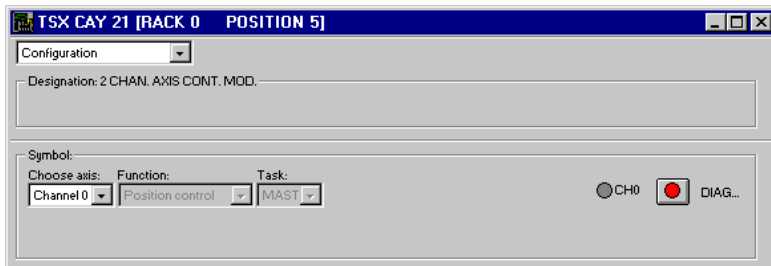 TSX CAY 21 [RACK 0 POSITION 5]
Configuration
Designation: 2 CHAN. AXIS CONT. MOD.
Symbol:
Choose axis: Function: Task:
Channel 0 Position control MAST CH0 DIAG...